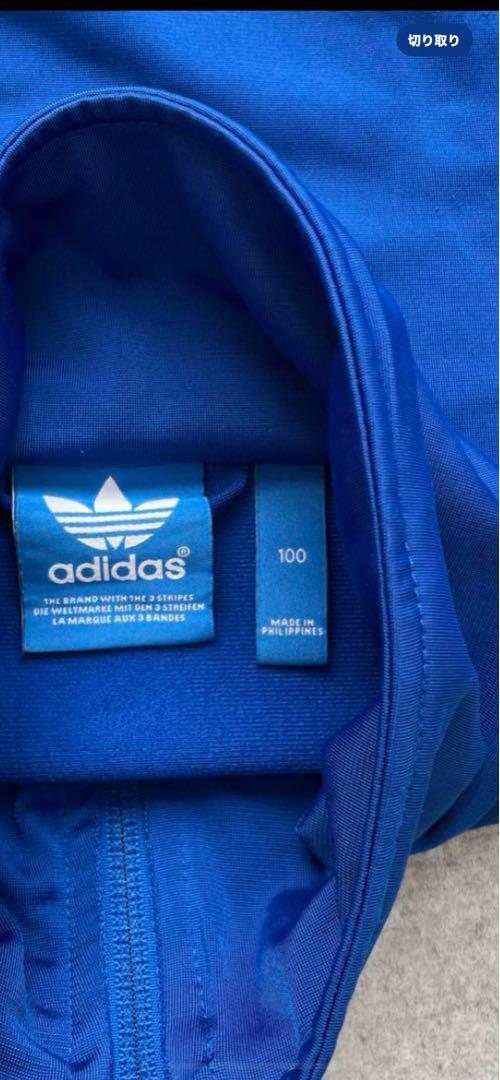 切り取り
adidas®
THE BRAND WITH THE 3 STRIPES
DIE WELTMARKE MIT DEN 3 STREIFEN
LA MARQUE AUX 3 BANDES
100
MADE IN
PHILIPPINES